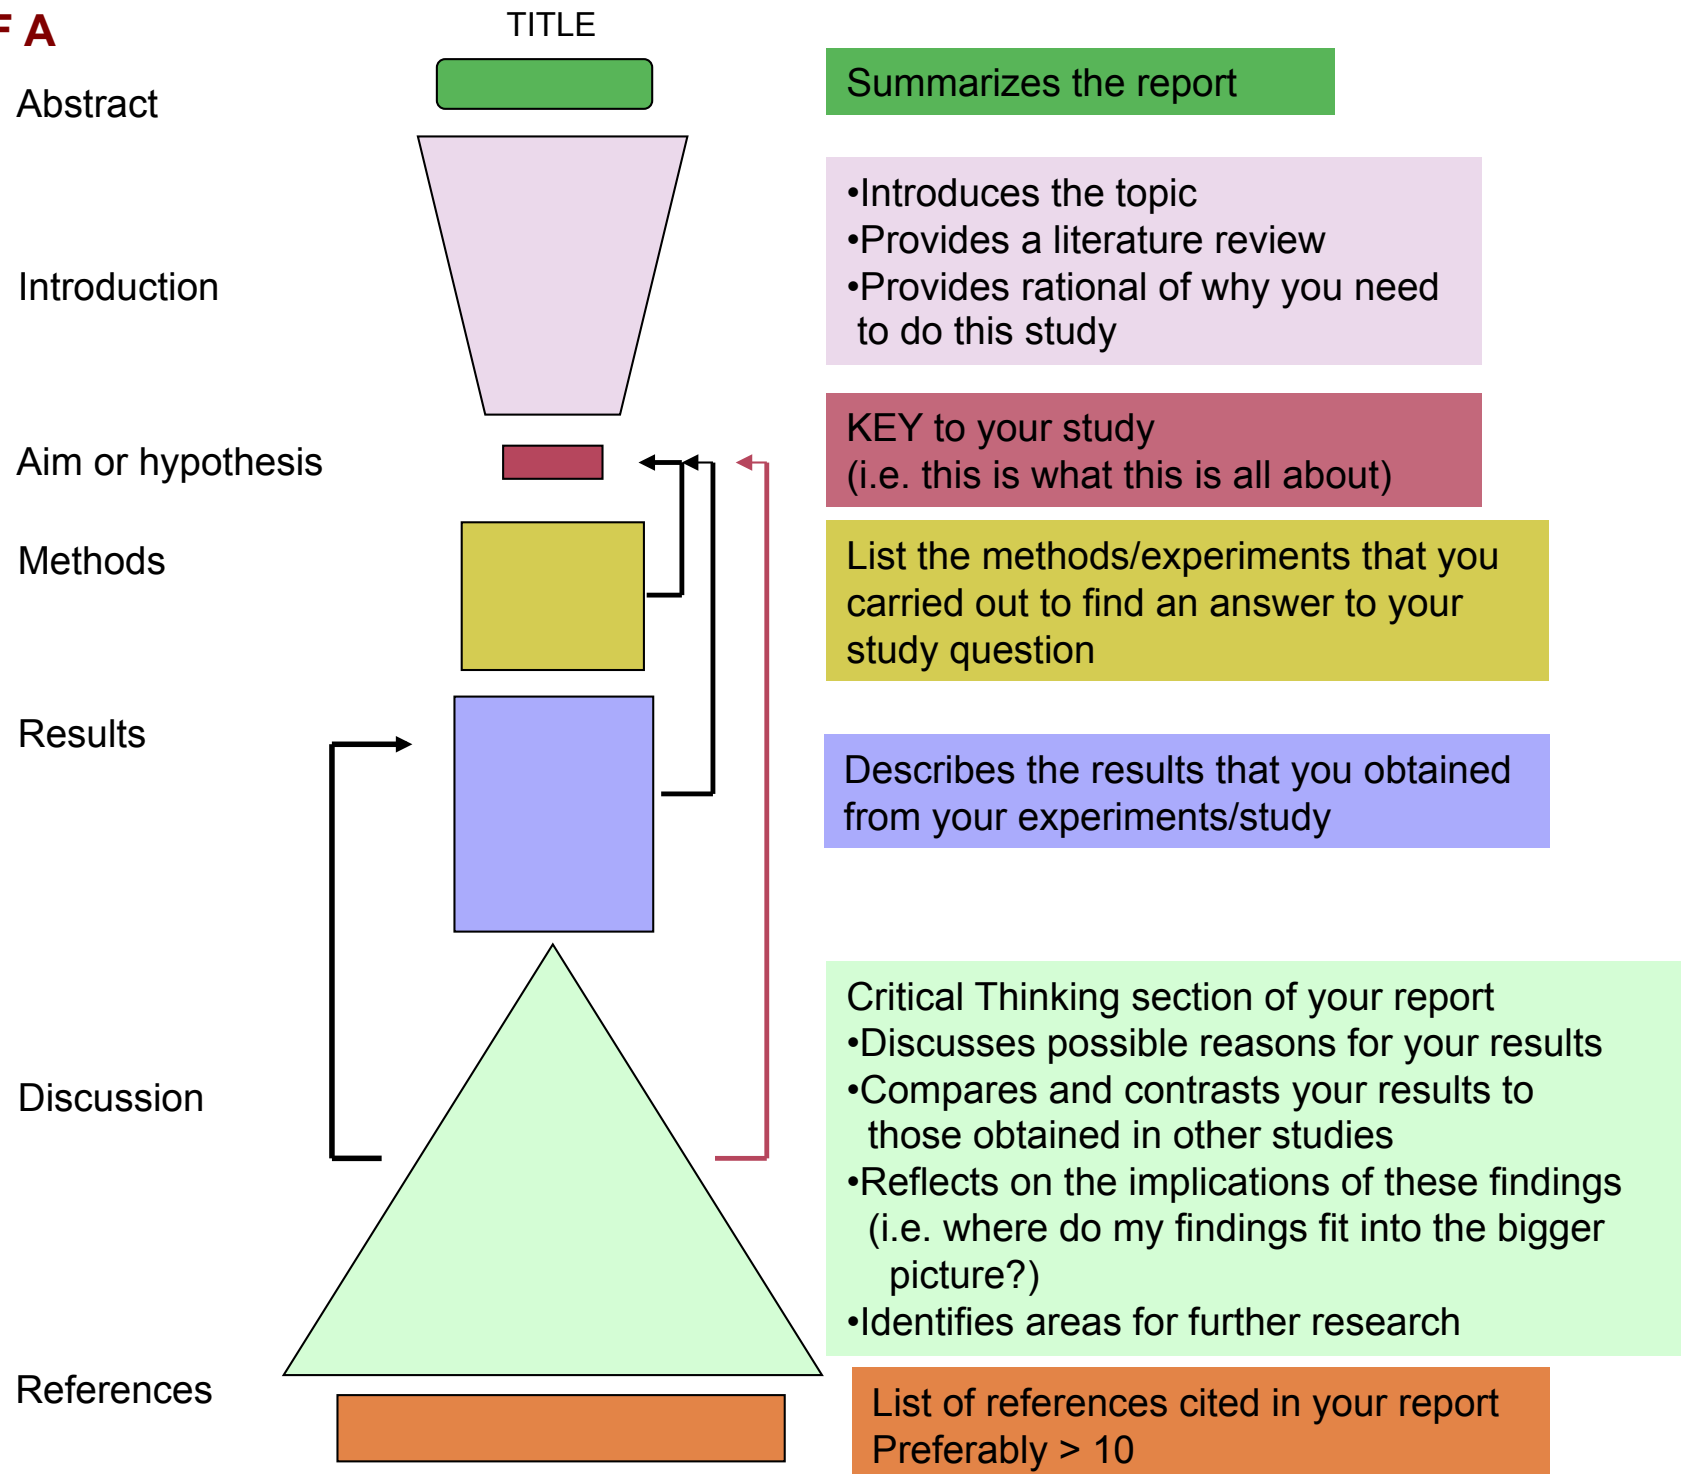 F A
TITLE
Abstract
Summarizes the report
Introduction
•Introduces the topic
•Provides a literature review
•Provides rational of why you need
to do this study
Aim or hypothesis
KEY to your study
(i.e. this is what this is all about)
Methods
List the methods/experiments that you
carried out to find an answer to your
study question
Results
Describes the results that you obtained
from your experiments/study
Discussion
Critical Thinking section of your report
•Discusses possible reasons for your results
•Compares and contrasts your results to
those obtained in other studies
•Reflects on the implications of these findings
(i.e. where do my findings fit into the bigger
picture?)
•Identifies areas for further research
References
List of references cited in your report
Preferably > 10